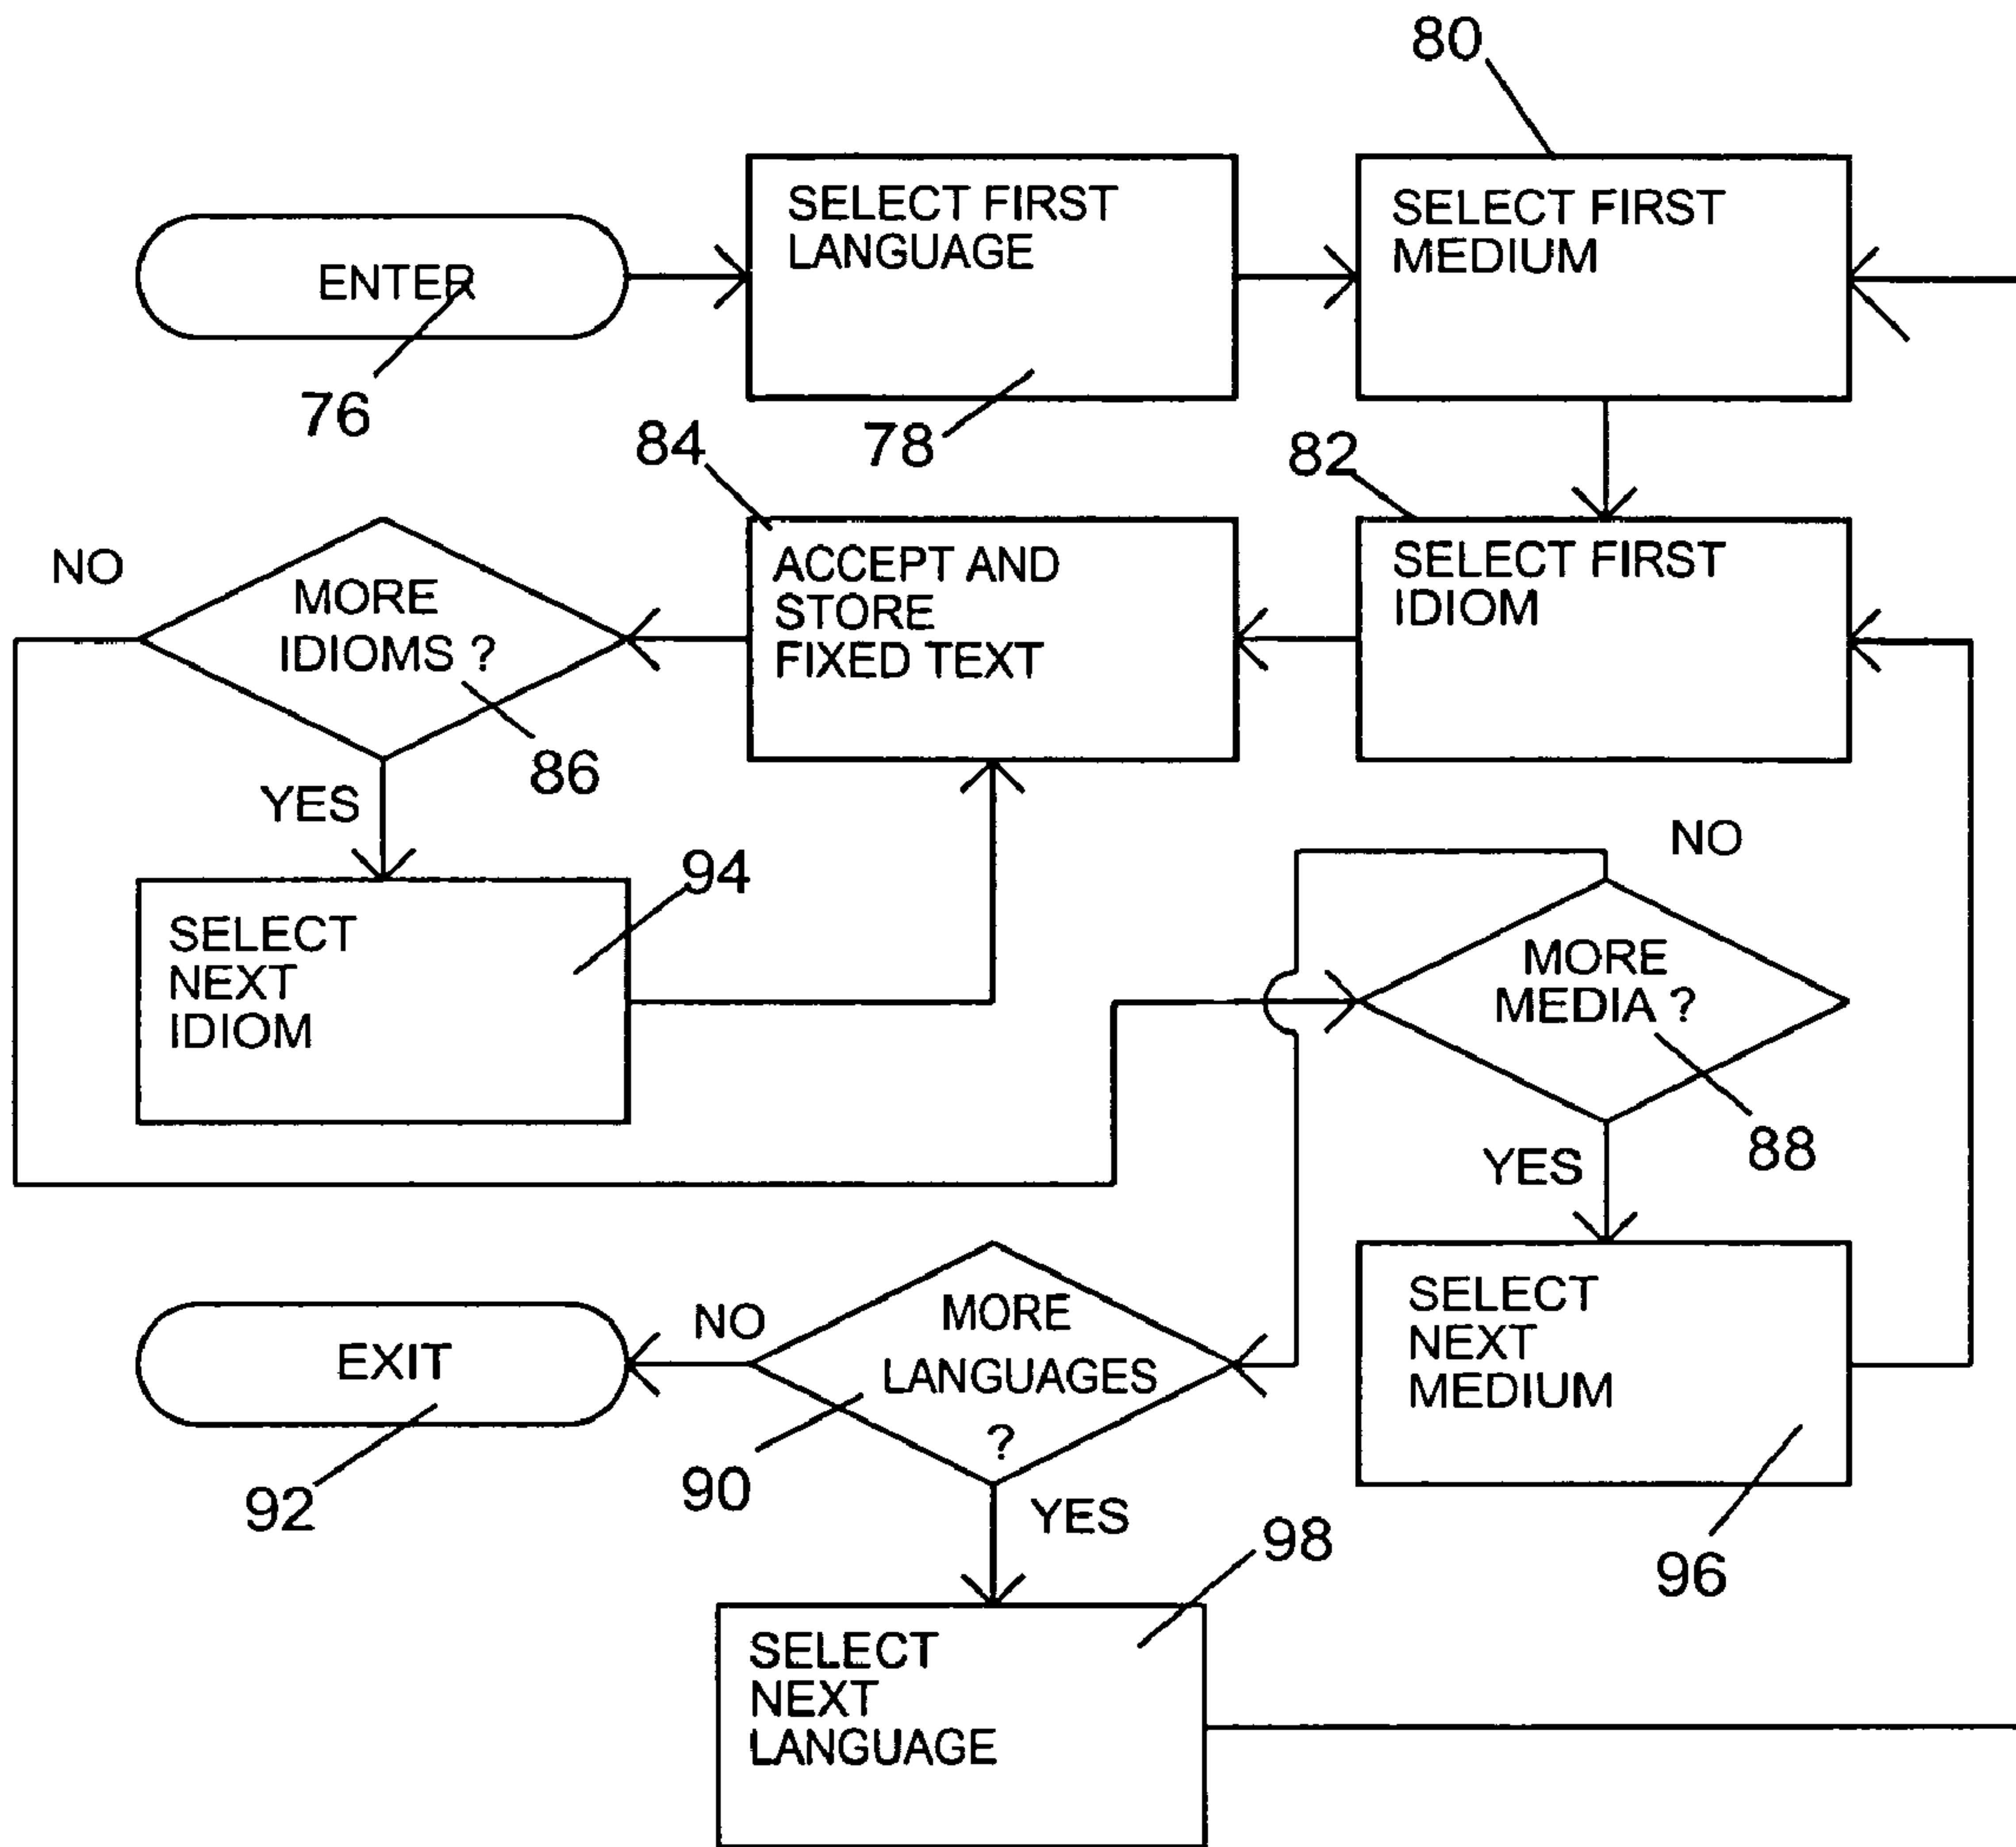 80
SELECT FIRST
LANGUAGE
SELECT FIRST
MEDIUM
ENTER
76
78
84
82
NO
MORE
IDIOMS ?
ACCEPT AND
STORE
FIXED TEXT
SELECT FIRST
IDIOM
86
YES
NO
94
SELECT
NEXT
IDIOM
MORE
MEDIA ?
88
YES
EXIT
NO
MORE
LANGUAGES
?
SELECT
NEXT
MEDIUM
92
90
YES
98
96
SELECT
NEXT
LANGUAGE